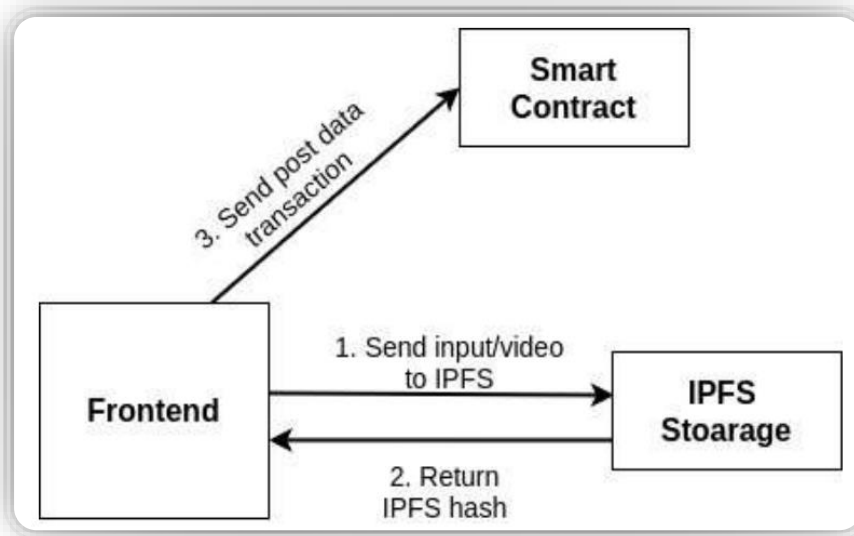 Smart
Contract
3. Send post data
transaction
Frontend
1. Send input/video
to IPFS
IPFS
Stoarage
2. Return
IPFS hash